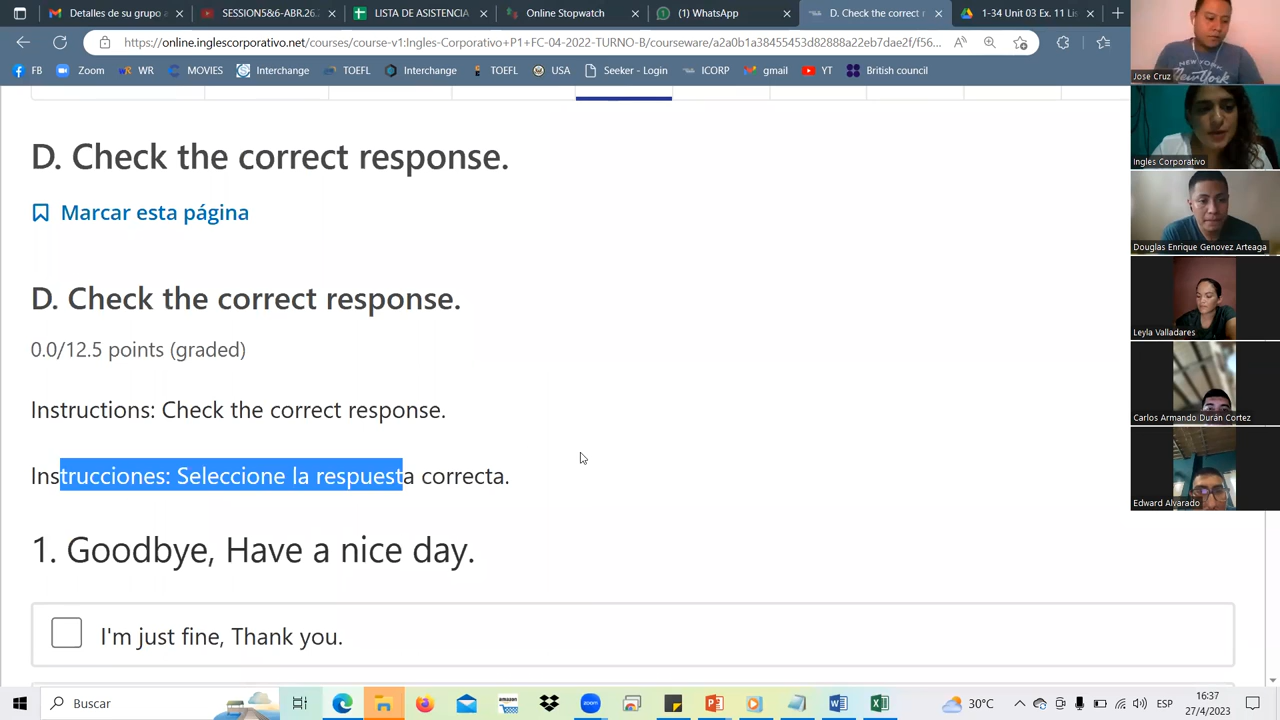 Detalles de su grupo a
SESSION5&6-ABR.26
LISTA DE ASISTENCIA
Online Stopwatch
(1) WhatsApp
D. Check the correct r
1-34 Unit 03 Ex. 11 Lis
https://online.inglescorporativo.net/courses/course-v1:Ingles-Corporativo+P1+FC-04-2022-TURNO-B/courseware/a2a0b1a38455453d82888a22eb7dae2f/f56...
FB
Zoom
WR
MOVIES
Interchange
TOEFL
Interchange
TOEFL
USA
Seeker - Login
ICORP
gmail
YT
British council
D. Check the correct response.
Marcar esta página
D. Check the correct response.
0.0/12.5 points (graded)
Instructions: Check the correct response.
Instrucciones: Seleccione la respuesta correcta.
1. Goodbye, Have a nice day.
I'm just fine, Thank you.
NEW YORK
New York
Jose Cruz
Ingles Corporativo
Douglas Enrique Genovez Arteaga
Leyla Valladares
Carlos Armando Durán Cortez
Edward Alvarado
Buscar
30°C
ESP
16:37
27/4/2023